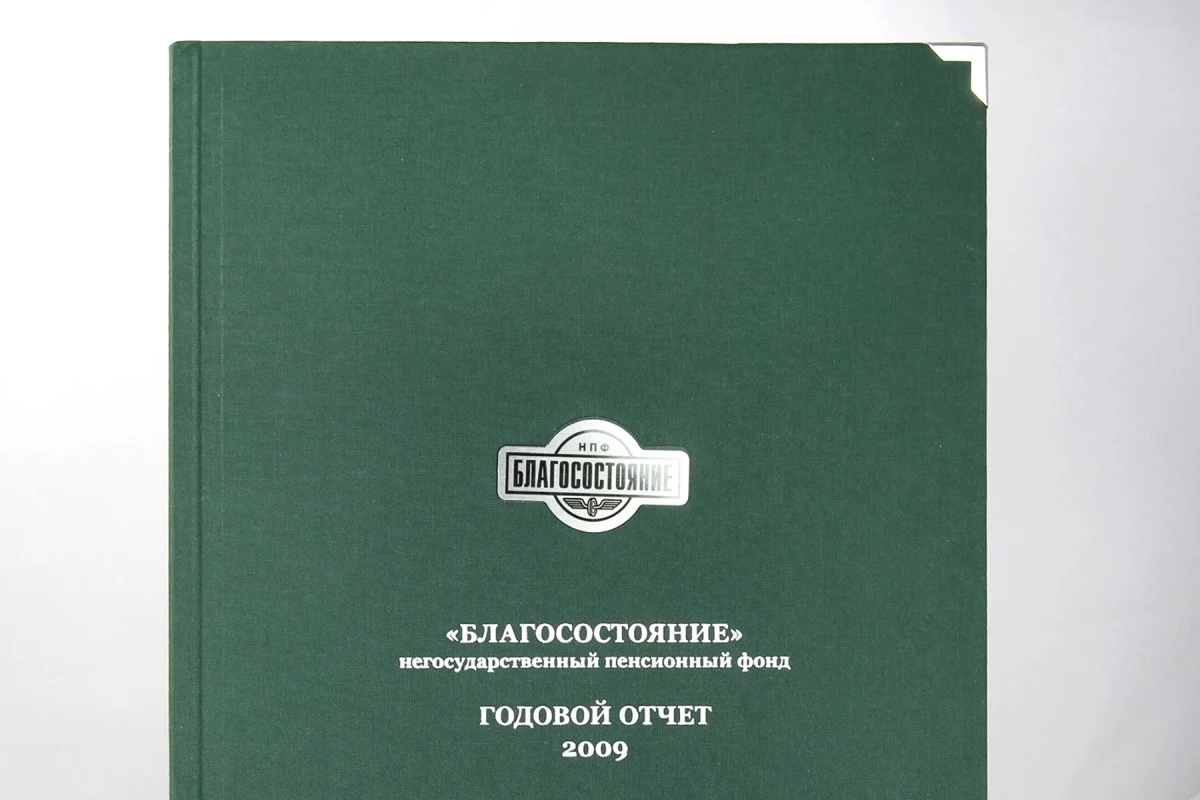 НПФ
БЛАГОСОСТОЯНИЕ
«БЛАГОСОСТОЯНИЕ»
негосударственный пенсионный фонд
ГОДОВОЙ ОТЧЕТ
2009